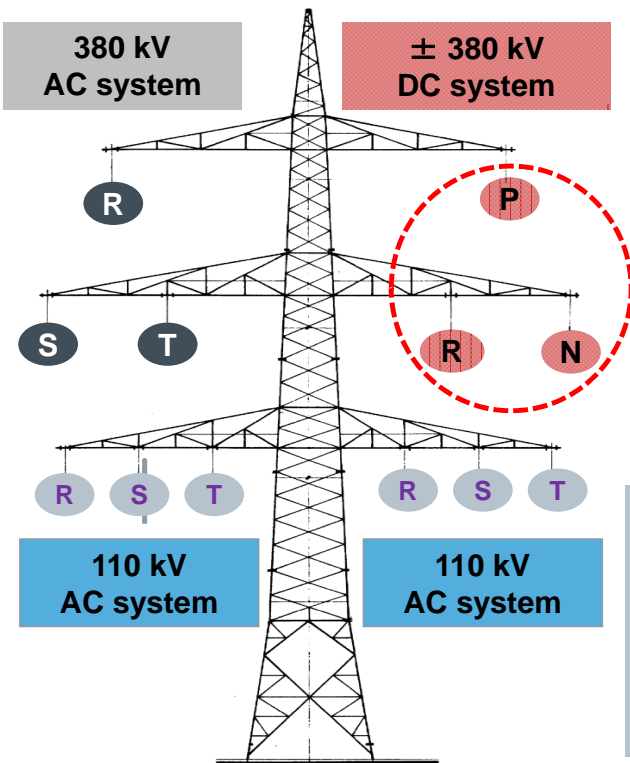 380 kV
AC system
± 380 kV
DC system
R
P
S
T
R
N
R
S
T
R
S
T
110 kV
AC system
110 kV
AC system